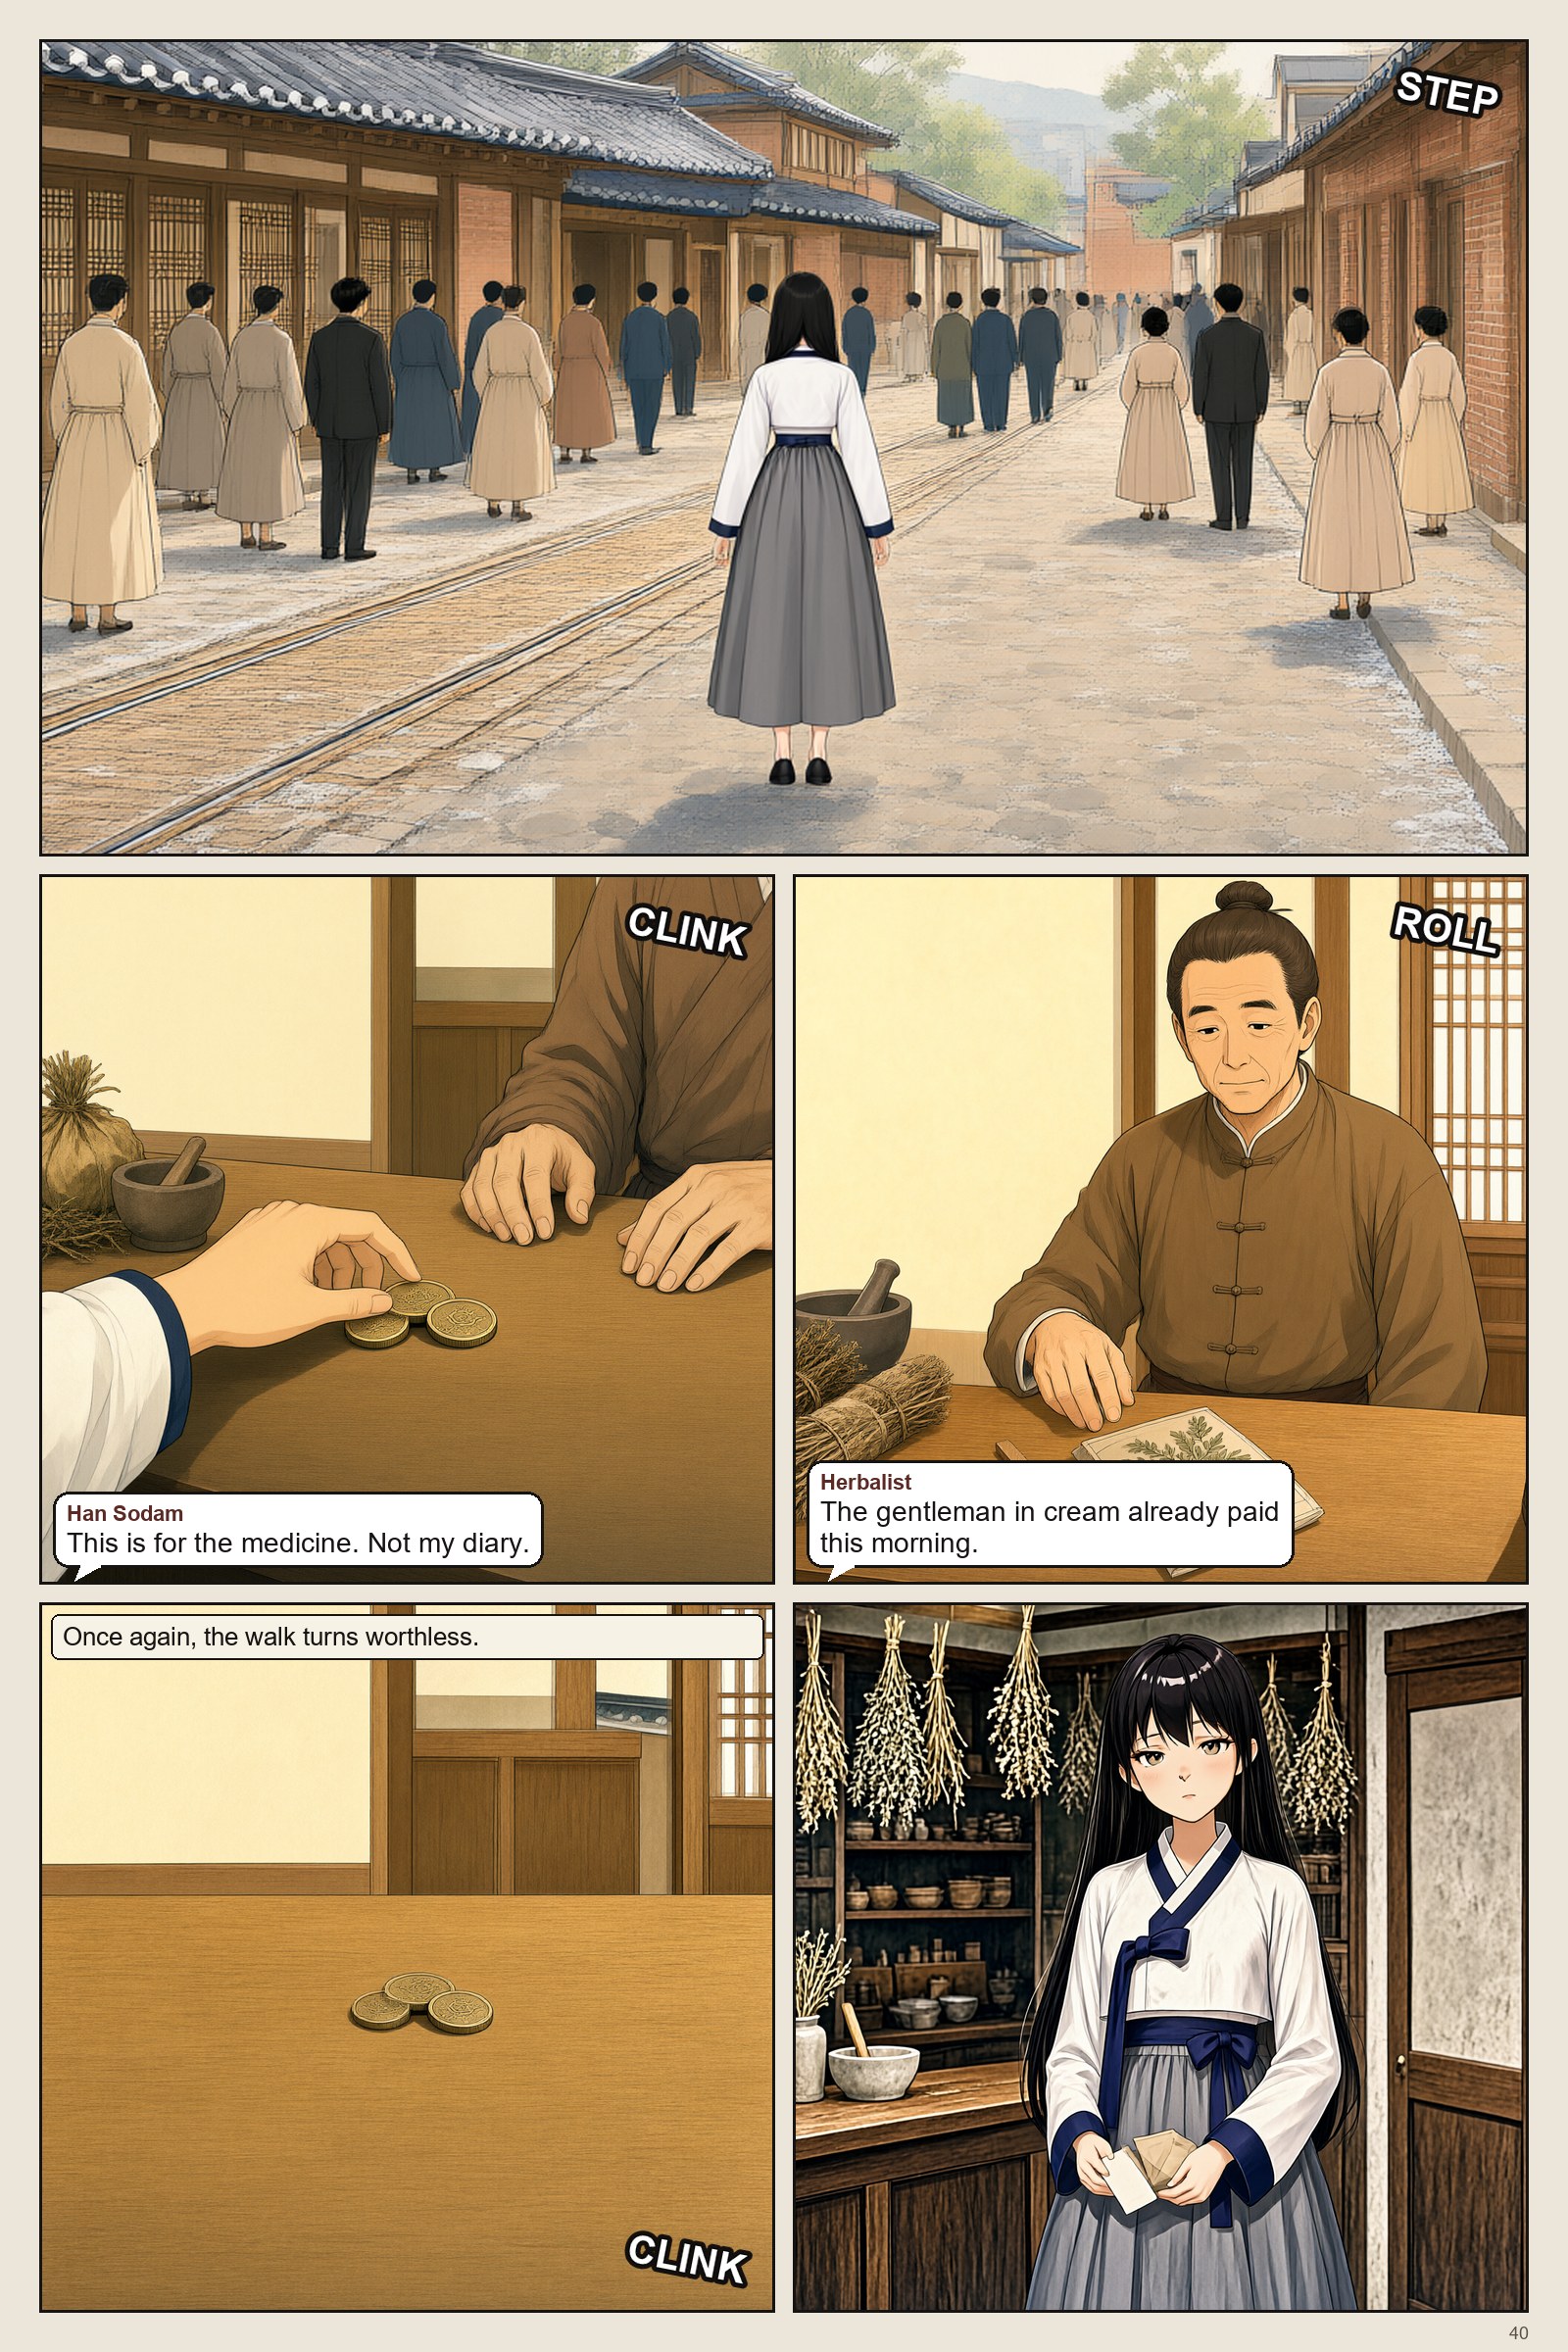 STEP
CLINK
Han Sodam
This is for the medicine. Not my diary.
ROLL
Herbalist
The gentleman in cream already paid
this morning.
Once again, the walk turns worthless.
CLINK
40